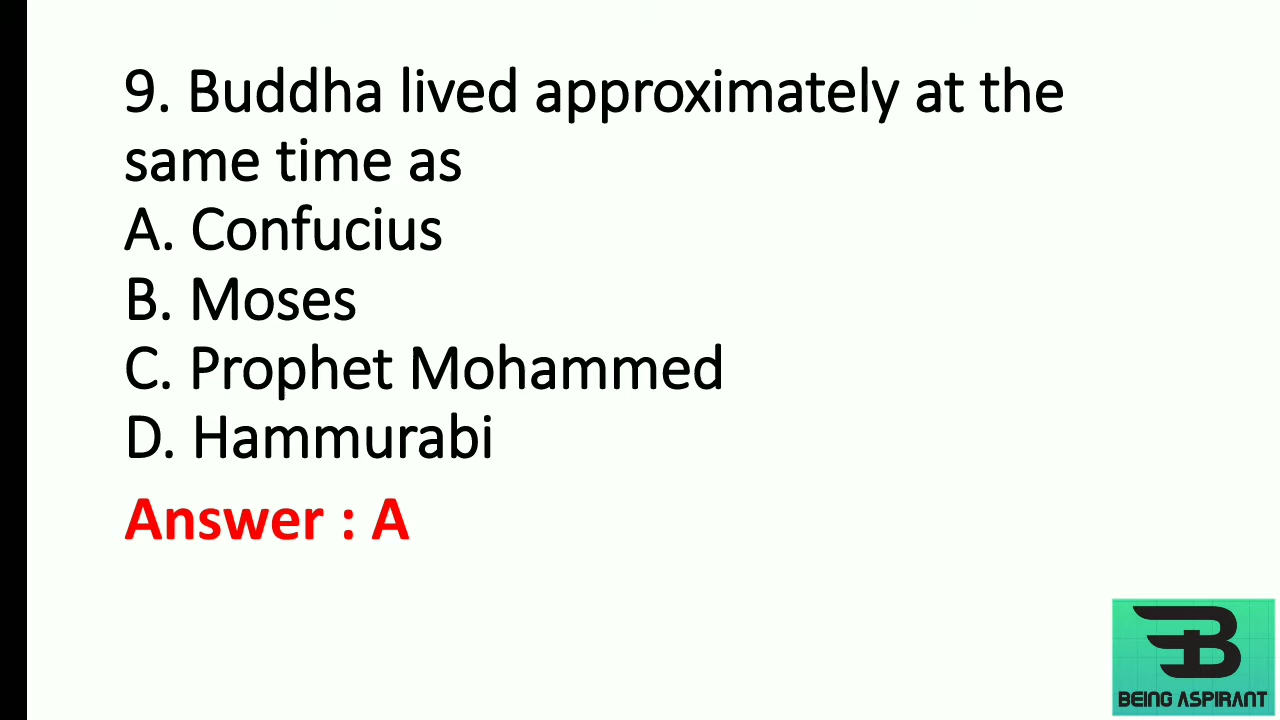 9. Buddha lived approximately at the
same time as
A. Confucius
B. Moses
C. Prophet Mohammed
D. Hammurabi
Answer : A
BEING ASPIRANT